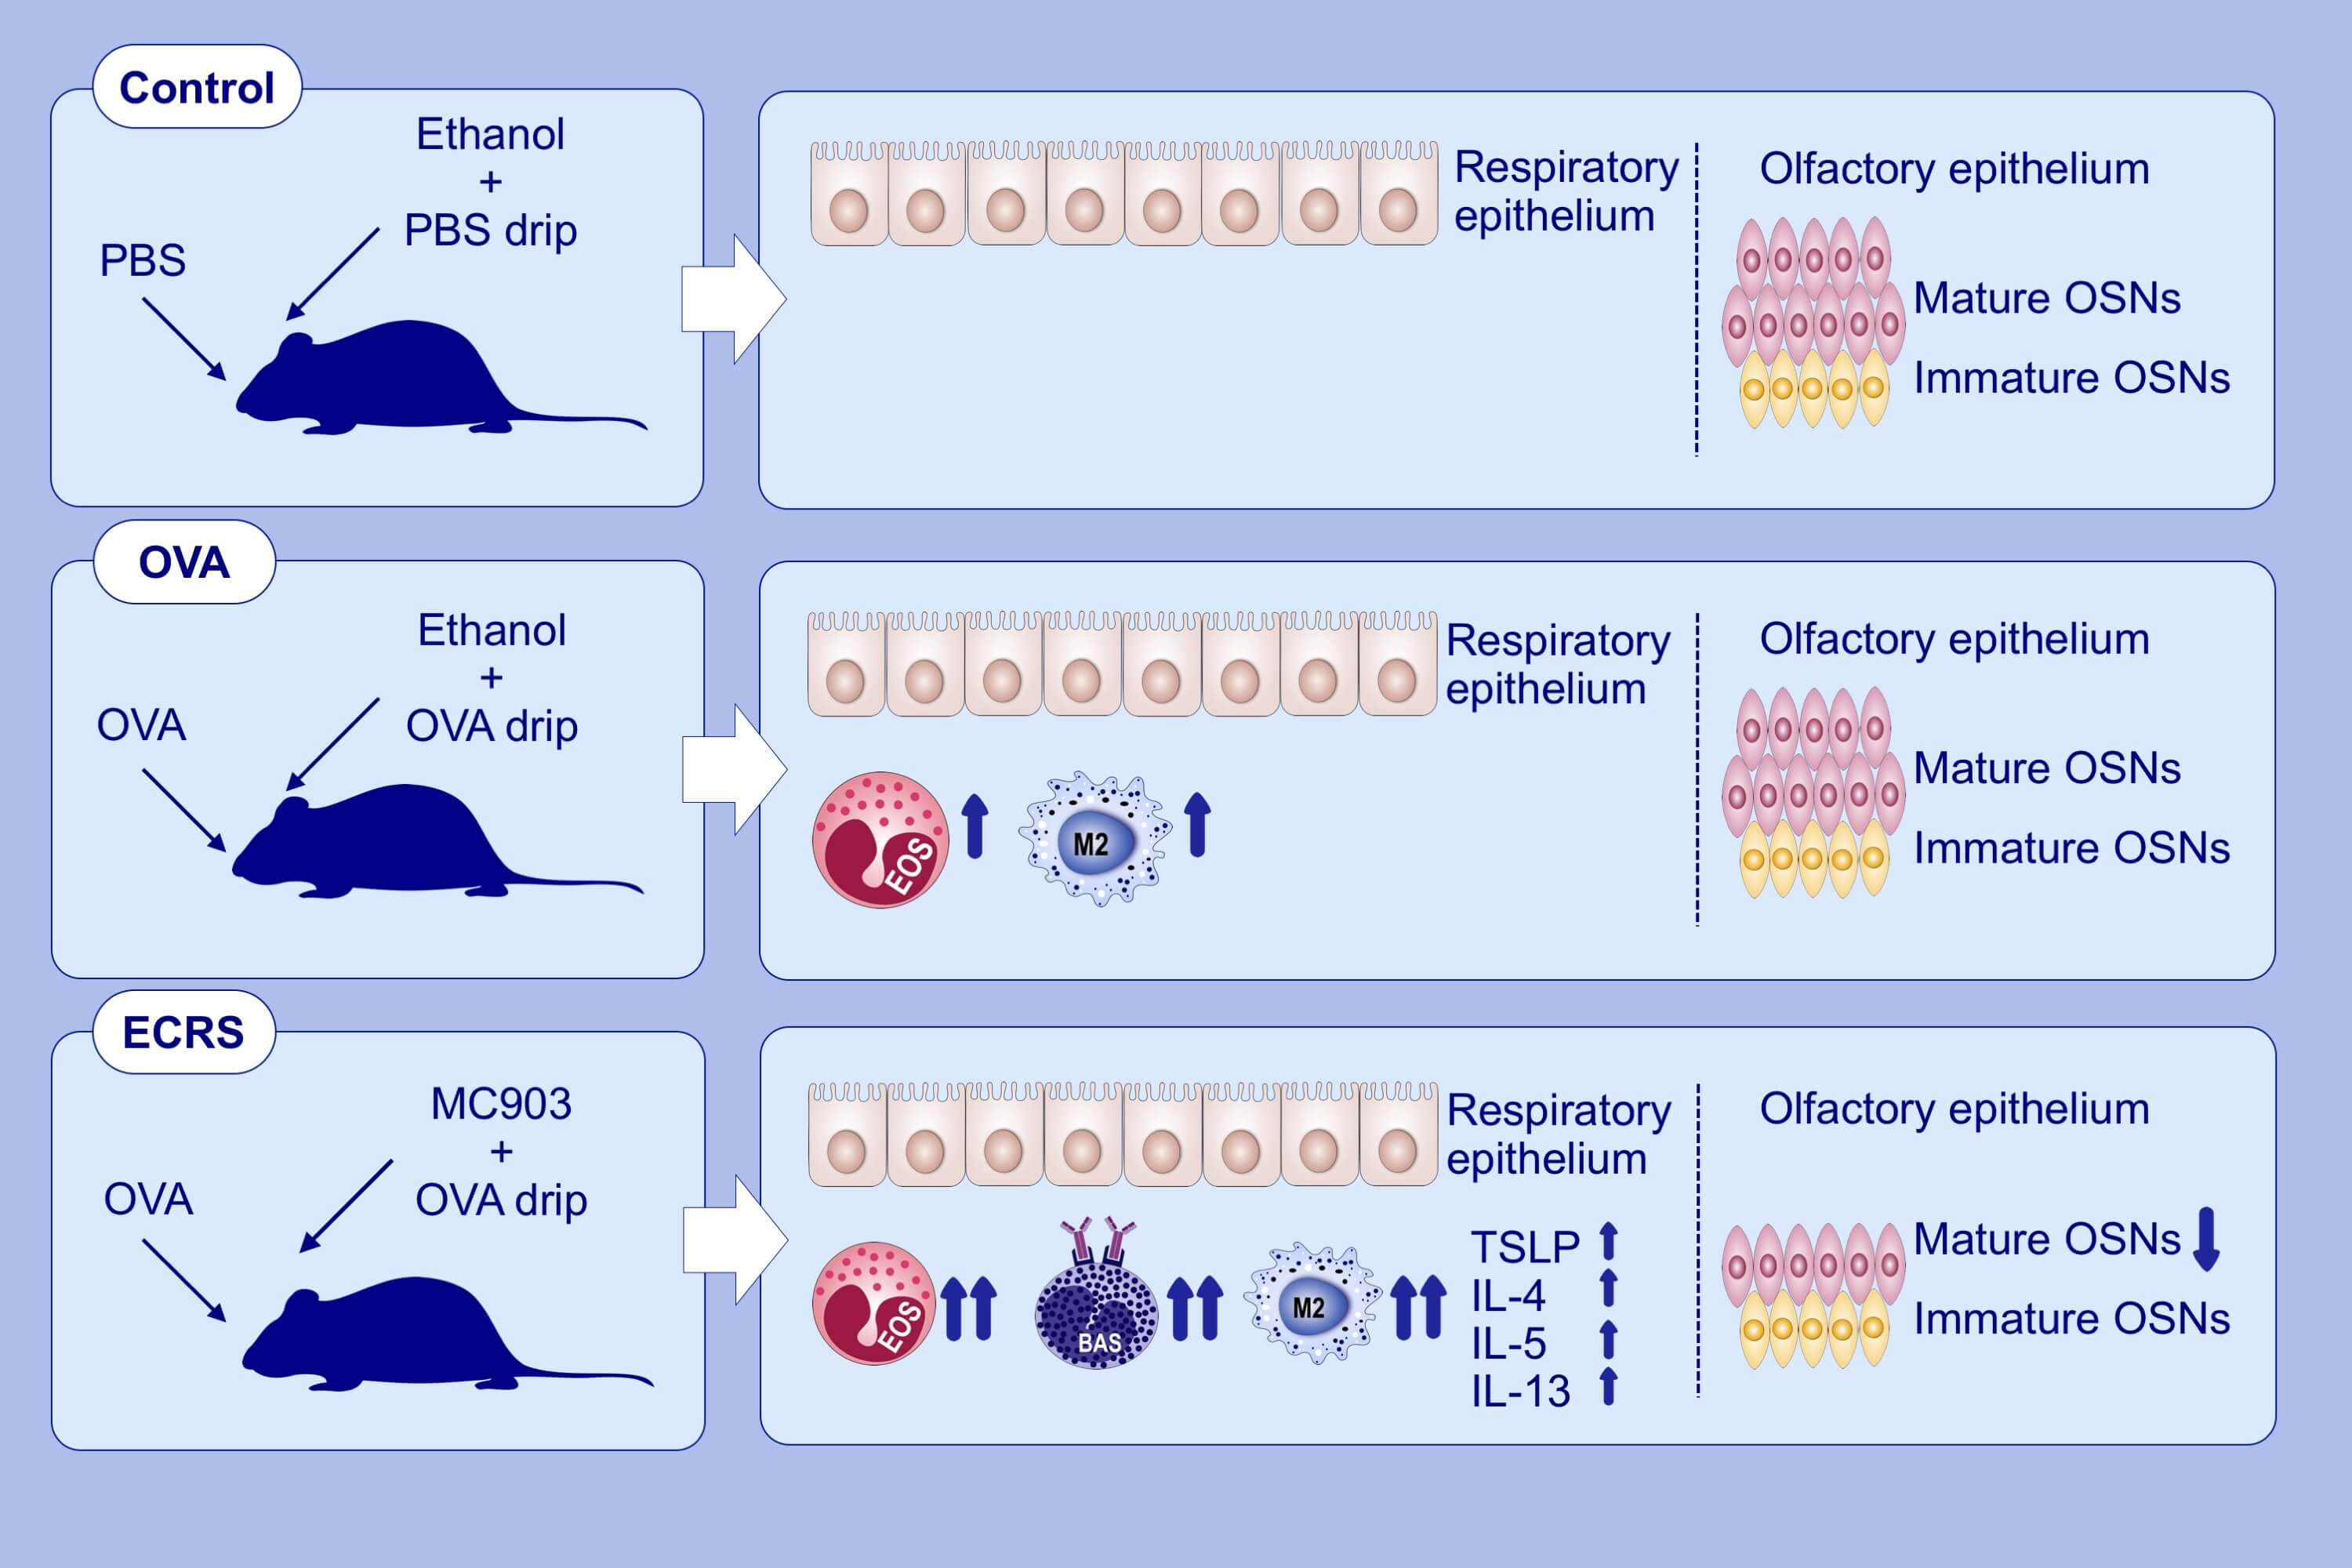 Control
Ethanol
+
PBS drip
PBS
Respiratory
epithelium
Olfactory epithelium
Mature OSNs
Immature OSNs
OVA
Ethanol
+
OVA drip
OVA
Respiratory
epithelium
EOS
M2
Olfactory epithelium
Mature OSNs
Immature OSNs
ECRS
MC903
+
OVA drip
OVA
Respiratory
epithelium
EOS
BAS
M2
TSLP
IL-4
IL-5
IL-13
Olfactory epithelium
Mature OSNs
Immature OSNs